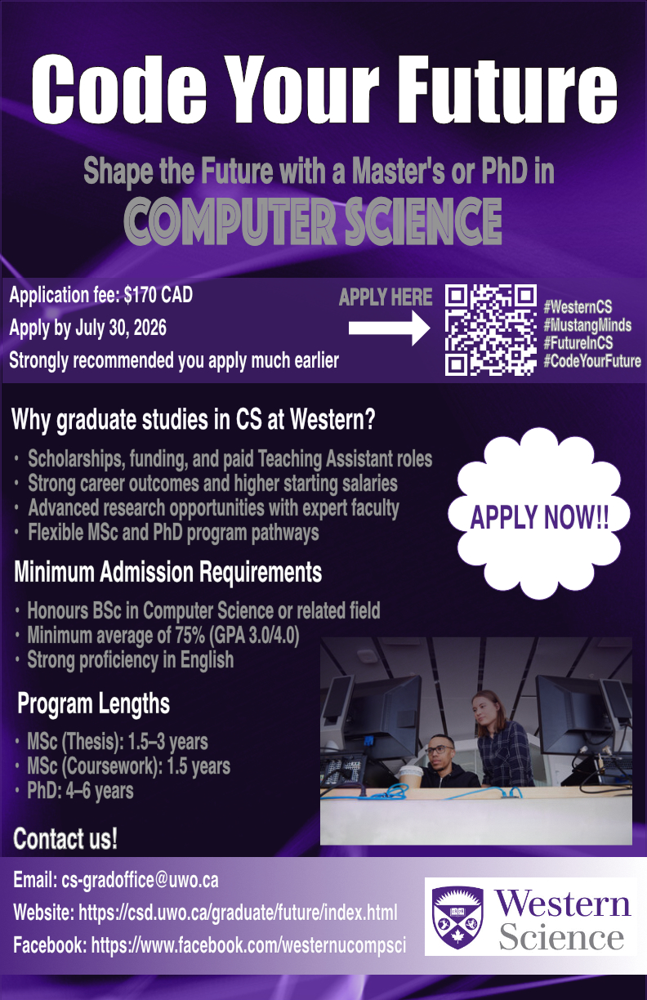 Code Your Future
Shape the Future with a Master's or PhD in
COMPUTER SCIENCE
Application fee: $170 CAD
Apply by July 30, 2026
Strongly recommended you apply much earlier
APPLY HERE
#WesternCS
#MustangMinds
#FutureInCS
#CodeYourFuture
Why graduate studies in CS at Western?
• Scholarships, funding, and paid Teaching Assistant roles
• Strong career outcomes and higher starting salaries
• Advanced research opportunities with expert faculty
• Flexible MSc and PhD program pathways
APPLY NOW!!
Minimum Admission Requirements
• Honours BSc in Computer Science or related field
• Minimum average of 75% (GPA 3.0/4.0)
• Strong proficiency in English
Program Lengths
• MSc (Thesis): 1.5–3 years
• MSc (Coursework): 1.5 years
• PhD: 4–6 years
Contact us!
Email: cs-gradoffice@uwo.ca
Website: https://csd.uwo.ca/graduate/future/index.html
Facebook: https://www.facebook.com/westernucompsci
Western
Science